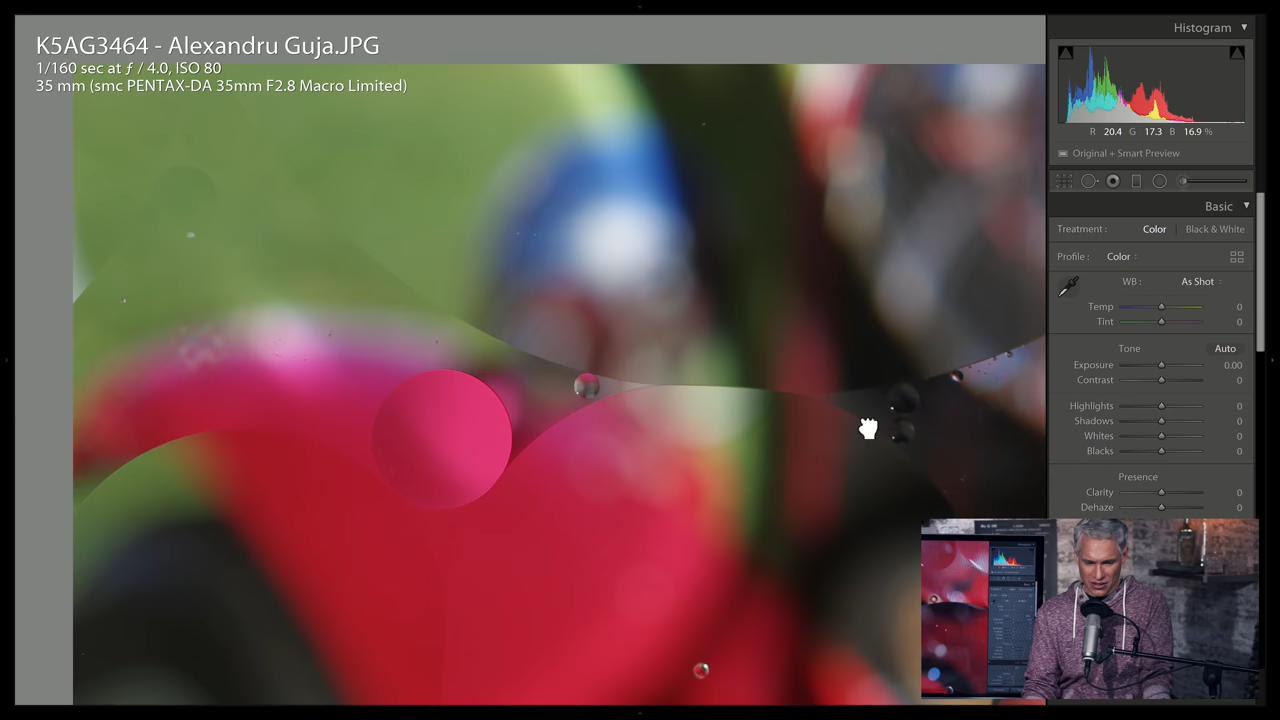 K5AG3464 - Alexandru Guja.JPG
1/160 sec at ƒ / 4.0, ISO 80
35 mm (smc PENTAX-DA 35mm F2.8 Macro Limited)
Histogram
R 20.4 G 17.3 B 16.9 %
Original + Smart Preview
Basic
Treatment : Color Black & White
Profile : Color
WB : As Shot
Temp 0
Tint 0
Tone Auto
Exposure 0.00
Contrast 0
Highlights 0
Shadows 0
Whites 0
Blacks 0
Presence
Clarity 0
Dehaze 0